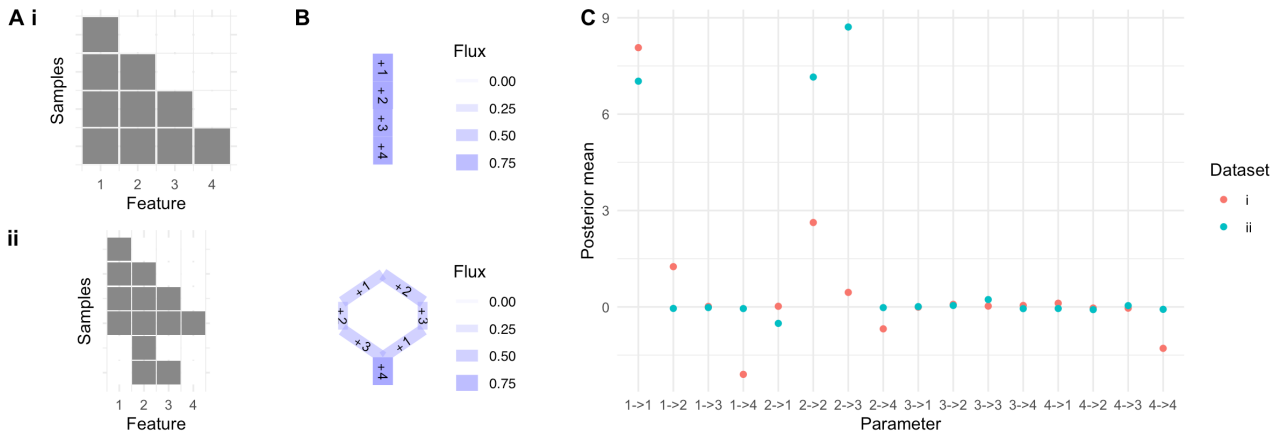 A i
Samples
1 2 3 4
Feature
ii
Samples
1 2 3 4
Feature
B
+1
+2
+3
+4
Flux
0.00
0.25
0.50
0.75
+1
+2
+2
+3
+3
+1
+4
Flux
0.00
0.25
0.50
0.75
C
Posterior mean
9
6
3
0
1->1 1->2 1->3 1->4 2->1 2->2 2->3 2->4 3->1 3->2 3->3 3->4 4->1 4->2 4->3 4->4
Parameter
Dataset
i
ii